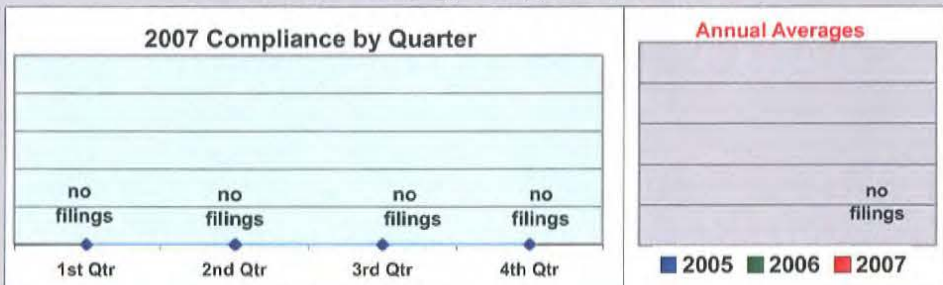 2007 Compliance by Quarter
no filings
no filings
no filings
no filings
1st Qtr 2nd Qtr 3rd Qtr 4th Qtr
Annual Averages
no filings
2005 2006 2007